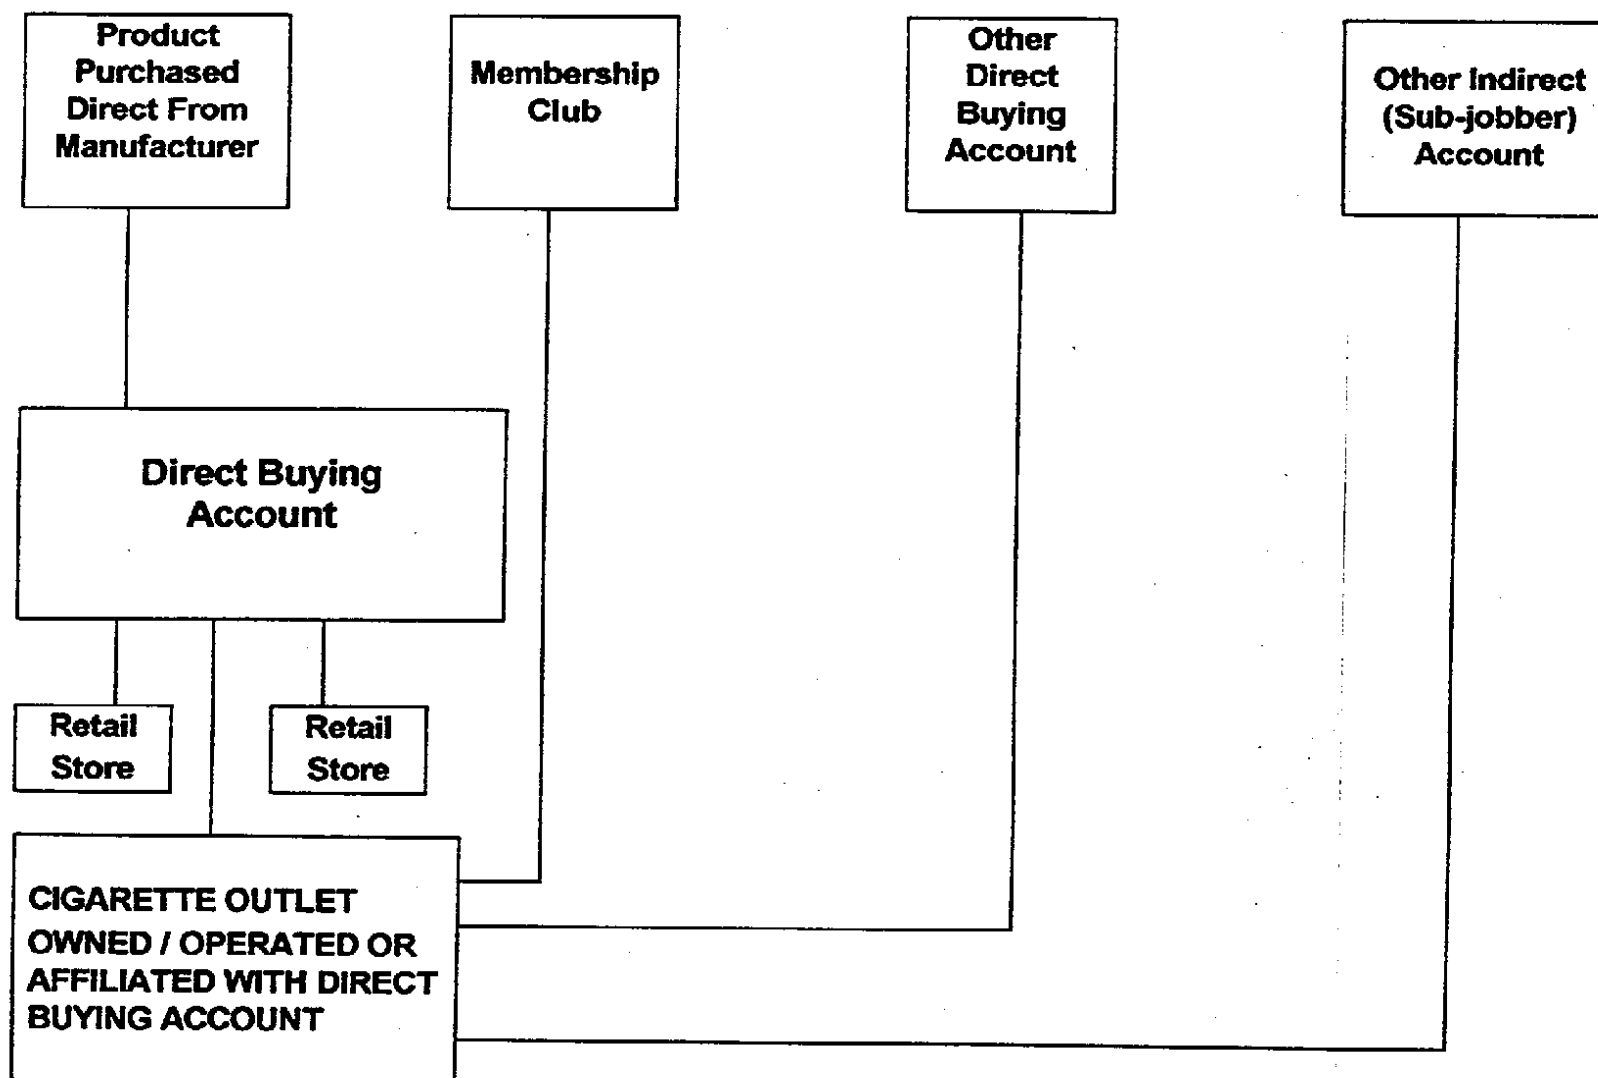 Product
Purchased
Direct From
Manufacturer
Membership
Club
Other
Direct
Buying
Account
Other Indirect
(Sub-jobber)
Account
Direct Buying
Account
Retail
Store
Retail
Store
CIGARETTE OUTLET
OWNED / OPERATED OR
AFFILIATED WITH DIRECT
BUYING ACCOUNT